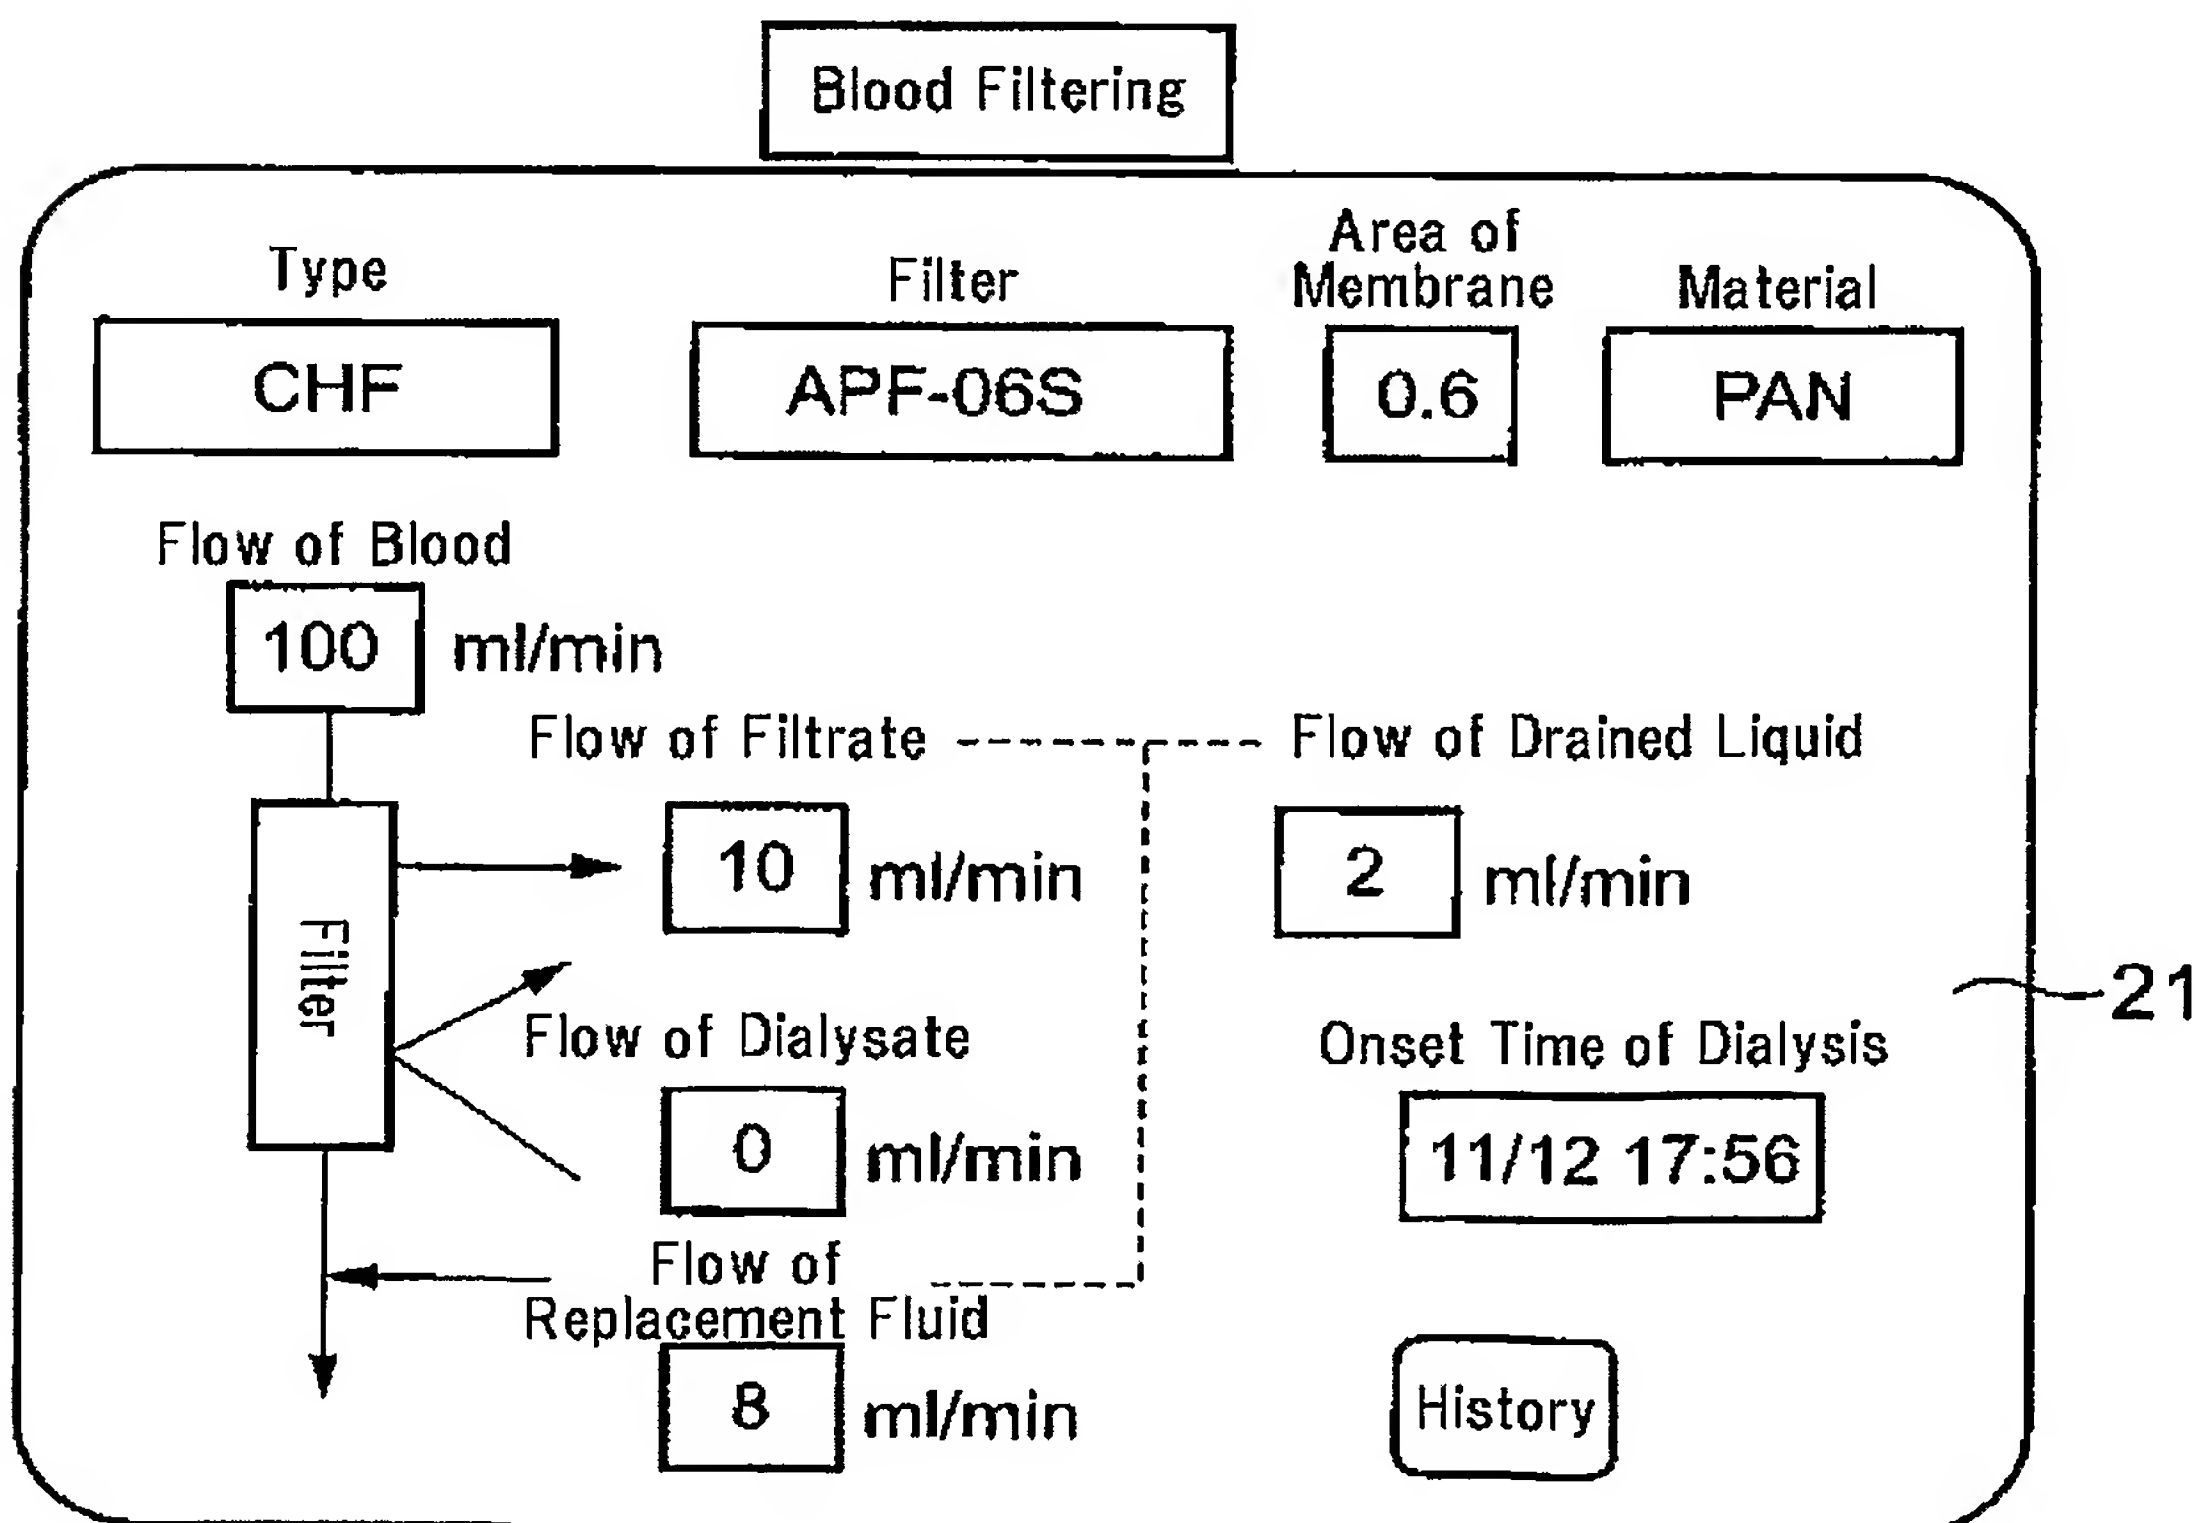 Blood Filtering
Type
CHF
Filter
APF-06S
Area of
Membrane
0.6
Material
PAN
Flow of Blood
100 ml/min
Flow of Filtrate
10 ml/min
Flow of Drained Liquid
2 ml/min
Filter
21
Flow of Dialysate
0 ml/min
Onset Time of Dialysis
11/12 17:56
Flow of
Replacement Fluid
8 ml/min
History